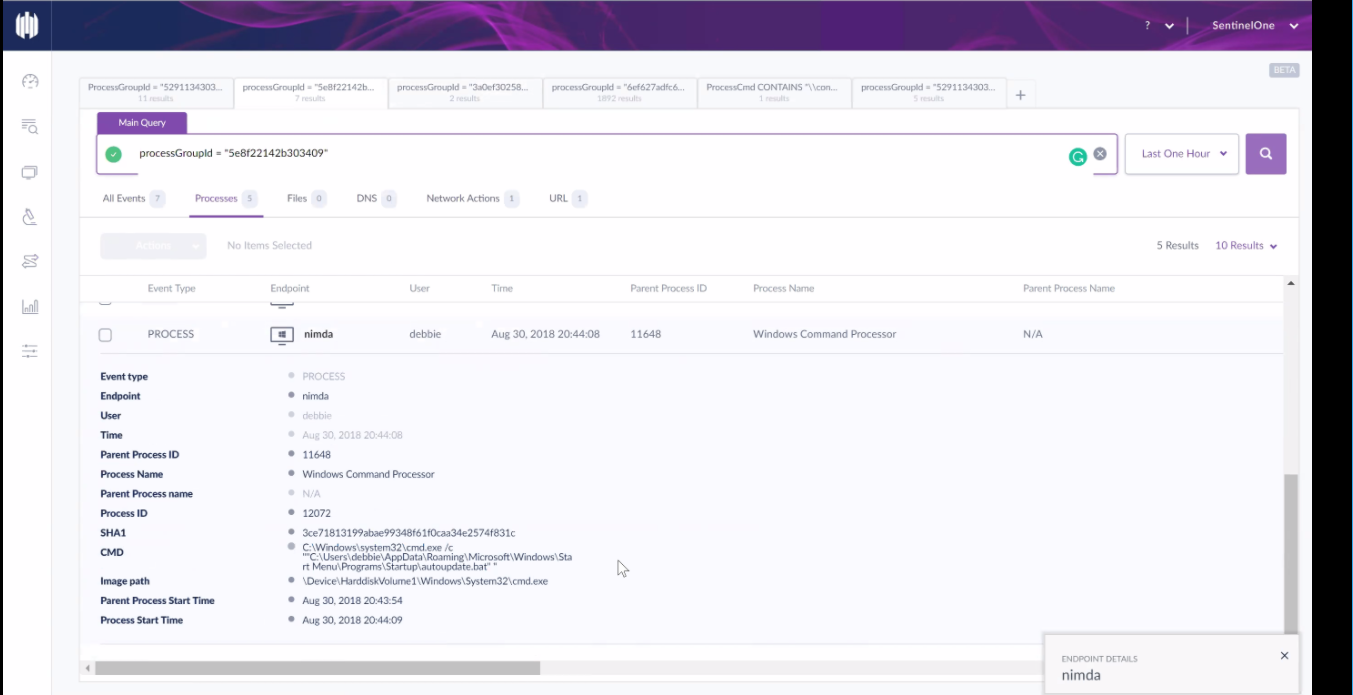 ? SentinelOne
BETA
ProcessGroupId = "5291134303... processGroupId = "5e8f22142b... processGroupId = "3a0ef30258... processGroupId = "6ef627adfc6... ProcessCmd CONTAINS "\\con... processGroupId = "5291134303... +
11 results 7 results 2 results 1892 results 1 results 5 results
Main Query
processGroupId = "5e8f22142b303409" Last One Hour
All Events 7 Processes 5 Files 0 DNS 0 Network Actions 1 URL 1
Actions No Items Selected 5 Results 10 Results
Event Type Endpoint User Time Parent Process ID Process Name Parent Process Name
PROCESS nimda debbie Aug 30, 2018 20:44:08 11648 Windows Command Processor N/A
Event type PROCESS
Endpoint nimda
User debbie
Time Aug 30, 2018 20:44:08
Parent Process ID 11648
Process Name Windows Command Processor
Parent Process name N/A
Process ID 12072
SHA1 3ce71813199abae99348f61f0caa34e2574f831c
CMD C:\Windows\system32\cmd.exe /c
""C:\Users\debbie\AppData\Roaming\Microsoft\Windows\Sta
rt Menu\Programs\Startup\autoupdate.bat" "
Image path \Device\HarddiskVolume1\Windows\System32\cmd.exe
Parent Process Start Time Aug 30, 2018 20:43:54
Process Start Time Aug 30, 2018 20:44:09
ENDPOINT DETAILS
nimda